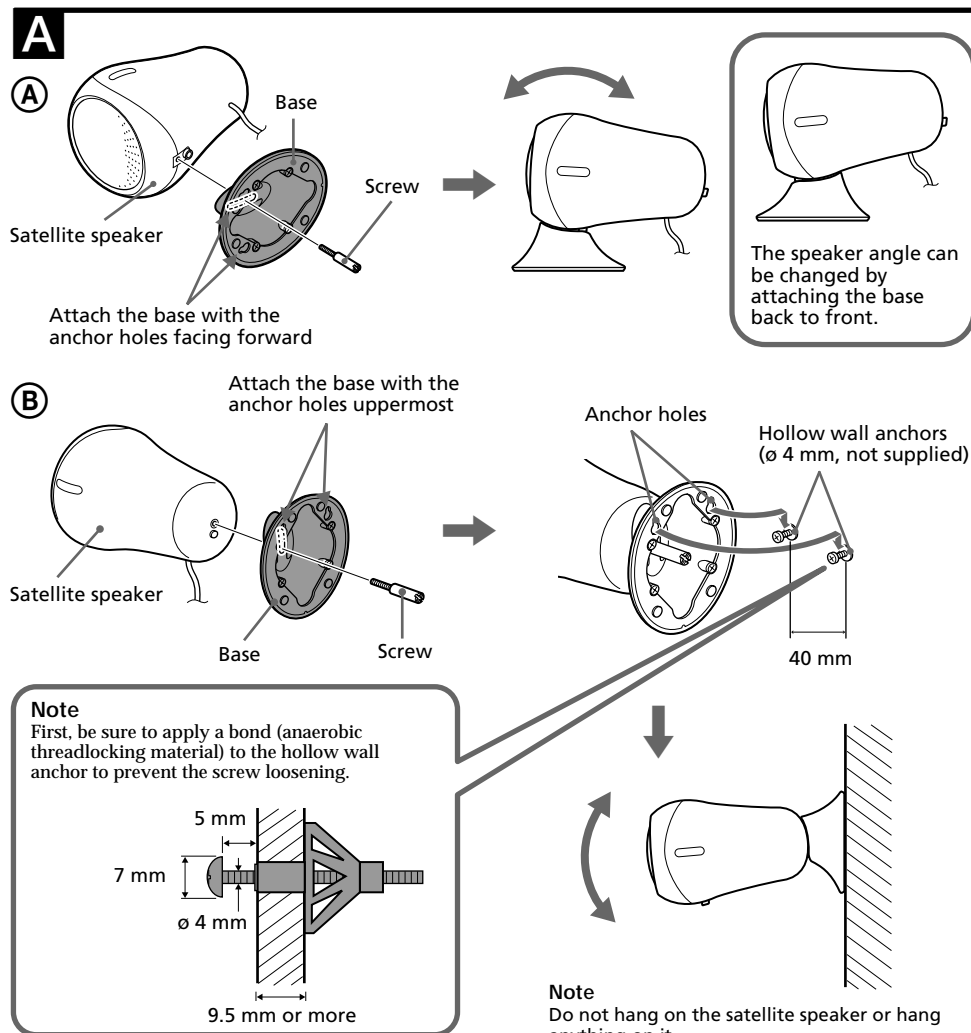 A
A
Base
Screw
Satellite speaker
Attach the base with the
anchor holes facing forward
The speaker angle can
be changed by
attaching the base
back to front.
B
Attach the base with the
anchor holes uppermost
Satellite speaker
Base
Screw
Anchor holes
Hollow wall anchors
(ø 4 mm, not supplied)
40 mm
Note
First, be sure to apply a bond (anaerobic
threadlocking material) to the hollow wall
anchor to prevent the screw loosening.
5 mm
7 mm
ø 4 mm
9.5 mm or more
Note
Do not hang on the satellite speaker or hang
anything on it.